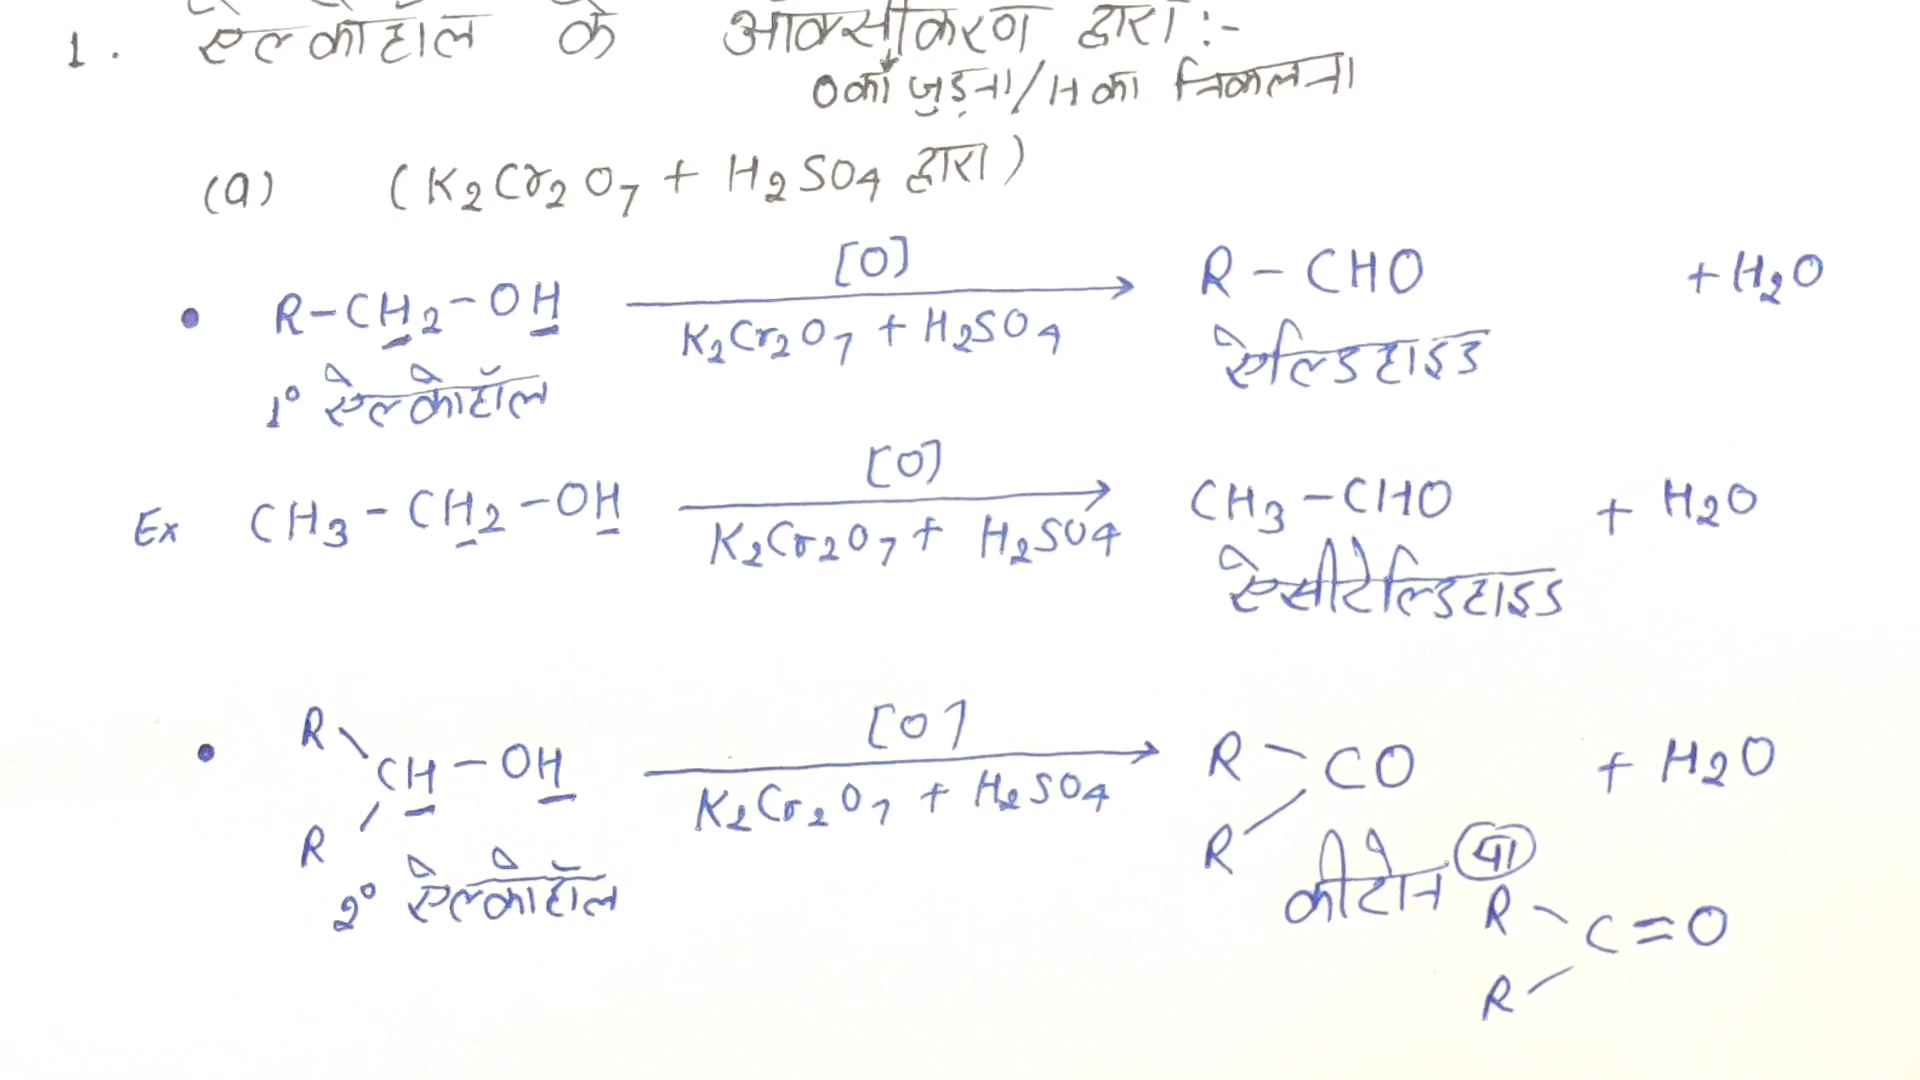 1. ऐल्कोहॉल के आक्सीकरण द्वारा :-
O का जुड़ना/H का निकलना
(a) (K2Cr2O7 + H2SO4 द्वारा)
• R-CH2-OH [O] K2Cr2O7 + H2SO4 → R-CHO + H2O
1° ऐल्कोहॉल ऐल्डिहाइड
Ex CH3-CH2-OH [O] K2Cr2O7 + H2SO4 → CH3-CHO + H2O
ऐसीटेल्डिहाइड
• R R CH-OH [O] K2Cr2O7 + H2SO4 → R R CO + H2O
2° ऐल्कोहॉल कीटोन या
R R C=O